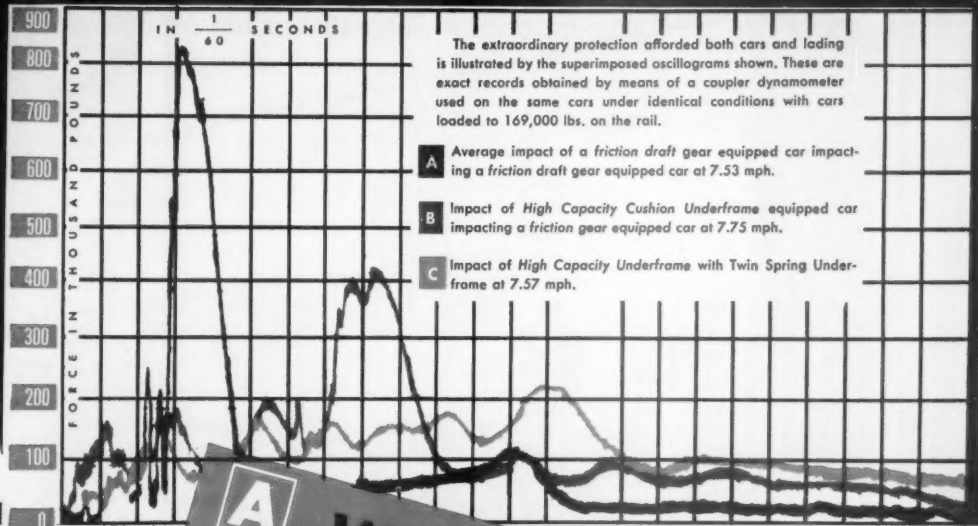 900
800
700
600
500
400
300
200
100
0
FORCE IN THOUSAND POUNDS
IN 1/60 SECONDS
The extraordinary protection afforded both cars and lading
is illustrated by the superimposed oscillograms shown. These are
exact records obtained by means of a coupler dynamometer
used on the same cars under identical conditions with cars
loaded to 169,000 lbs. on the rail.
A Average impact of a friction draft gear equipped car impact-
ing a friction draft gear equipped car at 7.53 mph.
B Impact of High Capacity Cushion Underframe equipped car
impacting a friction gear equipped car at 7.75 mph.
C Impact of High Capacity Underframe with Twin Spring Under-
frame at 7.57 mph.
A